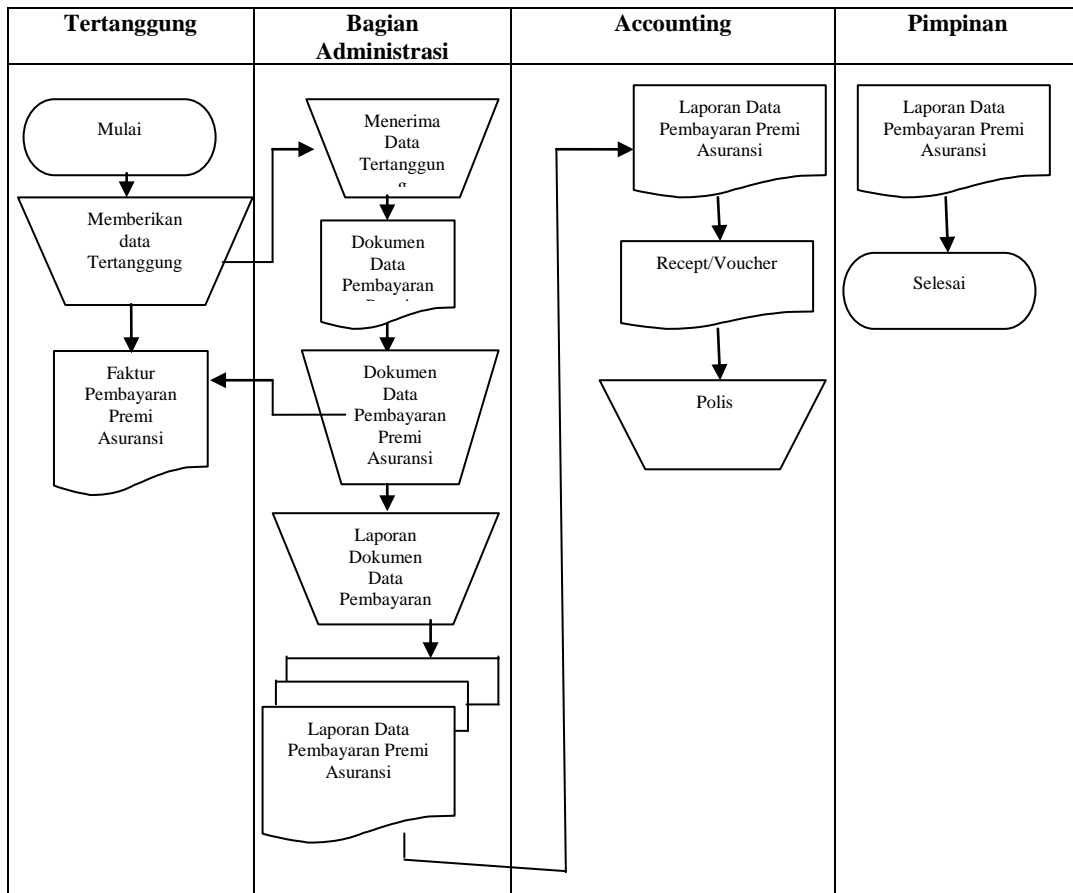 Tertanggung
Bagian
Administrasi
Accounting
Pimpinan
Mulai
Memberikan
data
Tertanggung
Faktur
Pembayaran
Premi
Asuransi
Menerima
Data
Tertanggun
Dokumen
Data
Pembayaran
Dokumen
Data
Pembayaran
Premi
Asuransi
Laporan
Dokumen
Data
Pembayaran
Laporan Data
Pembayaran Premi
Asuransi
Laporan Data
Pembayaran Premi
Asuransi
Recept/Voucher
Polis
Laporan Data
Pembayaran Premi
Asuransi
Selesai